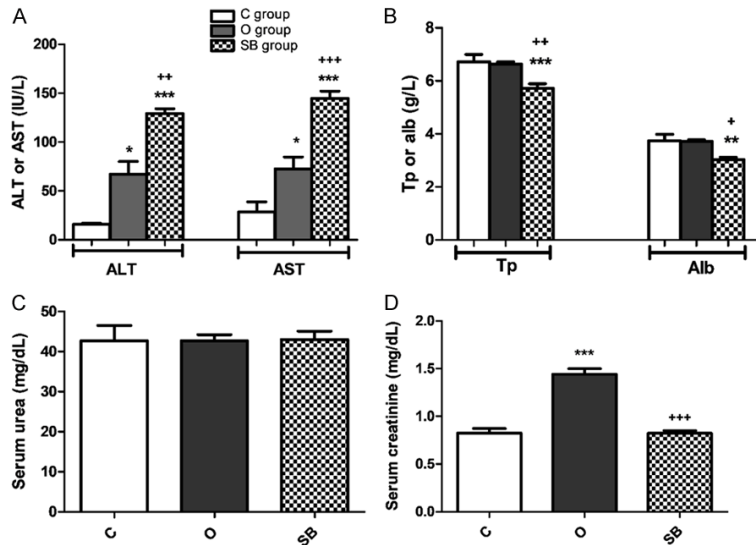 A
C group
O group
SB group
ALT or AST (IU/L)
200
150
100
50
0
*
++
***
*
+++
***
ALT
AST
B
Tp or alb (g/L)
8
6
4
2
0
++
***
+
**
Tp
Alb
C
Serum urea (mg/dL)
50
40
30
20
10
0
C
O
SB
D
Serum creatinine (mg/dL)
2.0
1.5
1.0
0.5
0.0
***
+++
C
O
SB